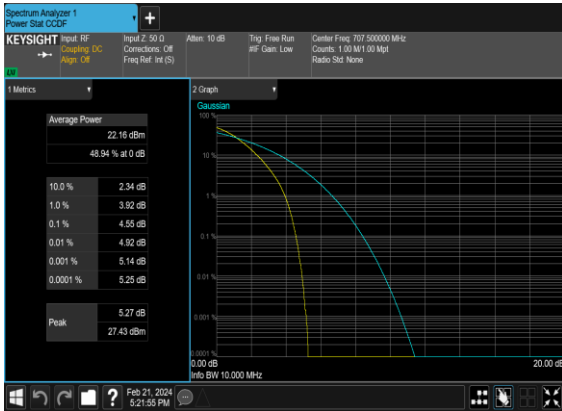 Spectrum Analyzer 1
Power Stat CCDF
+
KEYSIGHT
Input: RF
Coupling: DC
Align: Off
Input Z: 50 Ω
Corrections: Off
Freq Ref: Int (S)
Atten: 10 dB
Trig: Free Run
#IF Gain: Low
Center Freq: 707.500000 MHz
Counts: 1.00 M/1.00 Mpt
Radio Std: None
LXI
1 Metrics
Average Power
22.16 dBm
48.94 % at 0 dB
10.0 % 2.34 dB
1.0 % 3.92 dB
0.1 % 4.55 dB
0.01 % 4.92 dB
0.001 % 5.14 dB
0.0001 % 5.25 dB
Peak
5.27 dB
27.43 dBm
2 Graph
Gaussian
100 %
10 %
1 %
0.1 %
0.01 %
0.001 %
0.0001 %
0.00 dB
20.00 dB
Info BW 10.000 MHz
?
Feb 21, 2024
5:21:55 PM